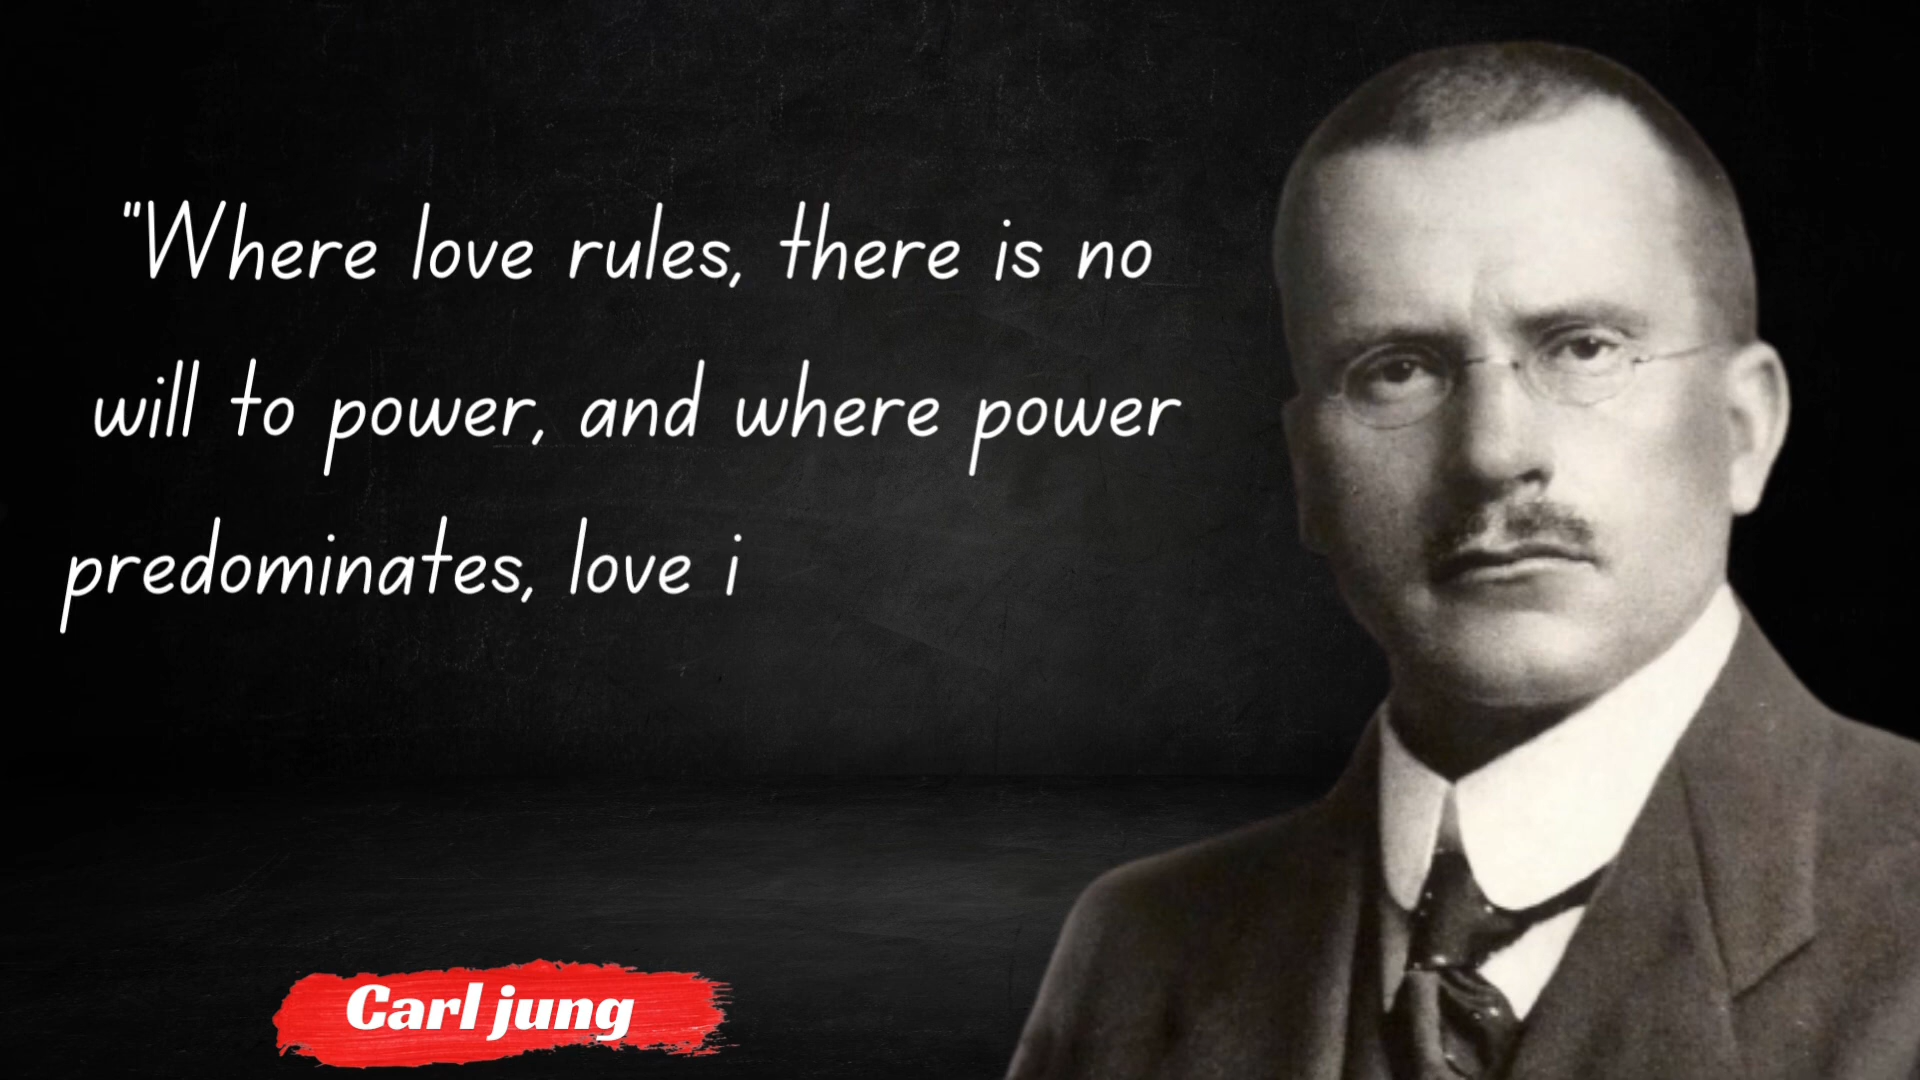 "Where love rules, there is no
will to power, and where power
predominates, love i
Carl jung